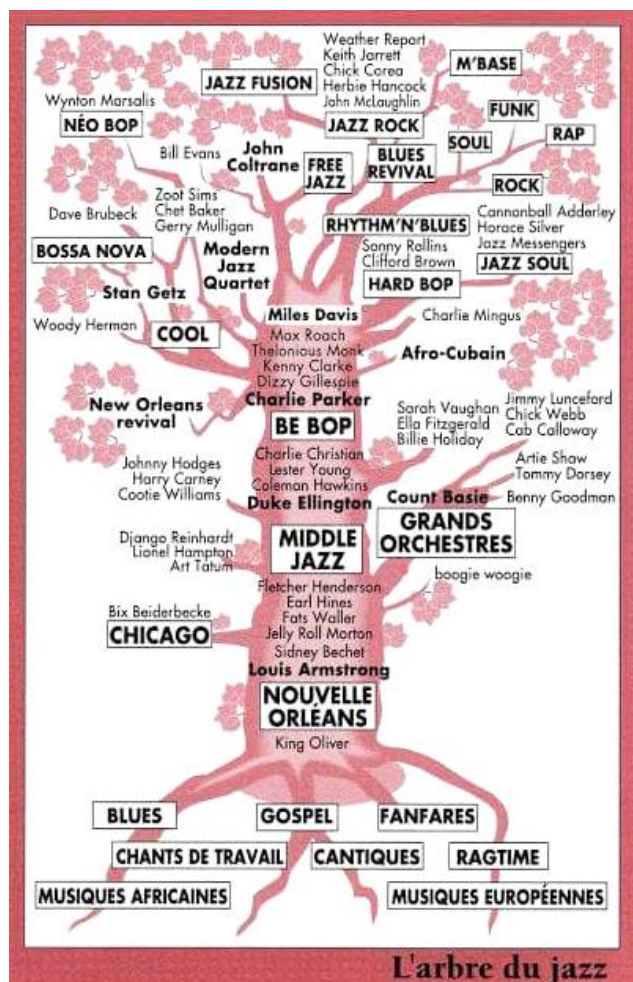 Weather Report
Keith Jarrett
Chick Corea
Herbie Hancock
John McLaughlin
M'BASE
JAZZ FUSION
JAZZ ROCK
Wynton Marsalis
NÉO BOP
Bill Evans
John
Coltrane
FREE
JAZZ
BLUES
REVIVAL
SOUL
FUNK
RAP
ROCK
Dave Brubeck
Zoot Sims
Chet Baker
Gerry Mulligan
RHYTHM'N'BLUES
Cannonball Adderley
Horace Silver
Jazz Messengers
JAZZ SOUL
BOSSA NOVA
Modern
Jazz
Quartet
Sonny Rollins
Clifford Brown
HARD BOP
Stan Getz
Woody Herman
COOL
Miles Davis
Max Roach
Thelonious Monk
Kenny Clarke
Dizzy Gillespie
Charlie Parker
Charlie Mingus
Afro-Cubain
New Orleans
revival
BE BOP
Sarah Vaughan
Ella Fitzgerald
Billie Holiday
Jimmy Lunceford
Chick Webb
Cab Calloway
Johnny Hodges
Harry Carney
Cootie Williams
Charlie Christian
Lester Young
Coleman Hawkins
Duke Ellington
Artie Shaw
Tommy Dorsey
Count Basie
Benny Goodman
GRANDS
ORCHESTRES
Django Reinhardt
Lionel Hampton
Art Tatum
MIDDLE
JAZZ
boogie woogie
Fletcher Henderson
Earl Hines
Fats Waller
Jelly Roll Morton
Sidney Bechet
Louis Armstrong
Bix Beiderbecke
CHICAGO
NOUVELLE
ORLÉANS
King Oliver
BLUES
GOSPEL
FANFARES
CHANTS DE TRAVAIL
CANTIQUES
RAGTIME
MUSIQUES AFRICAINES
MUSIQUES EUROPÉENNES
L'arbre du jazz